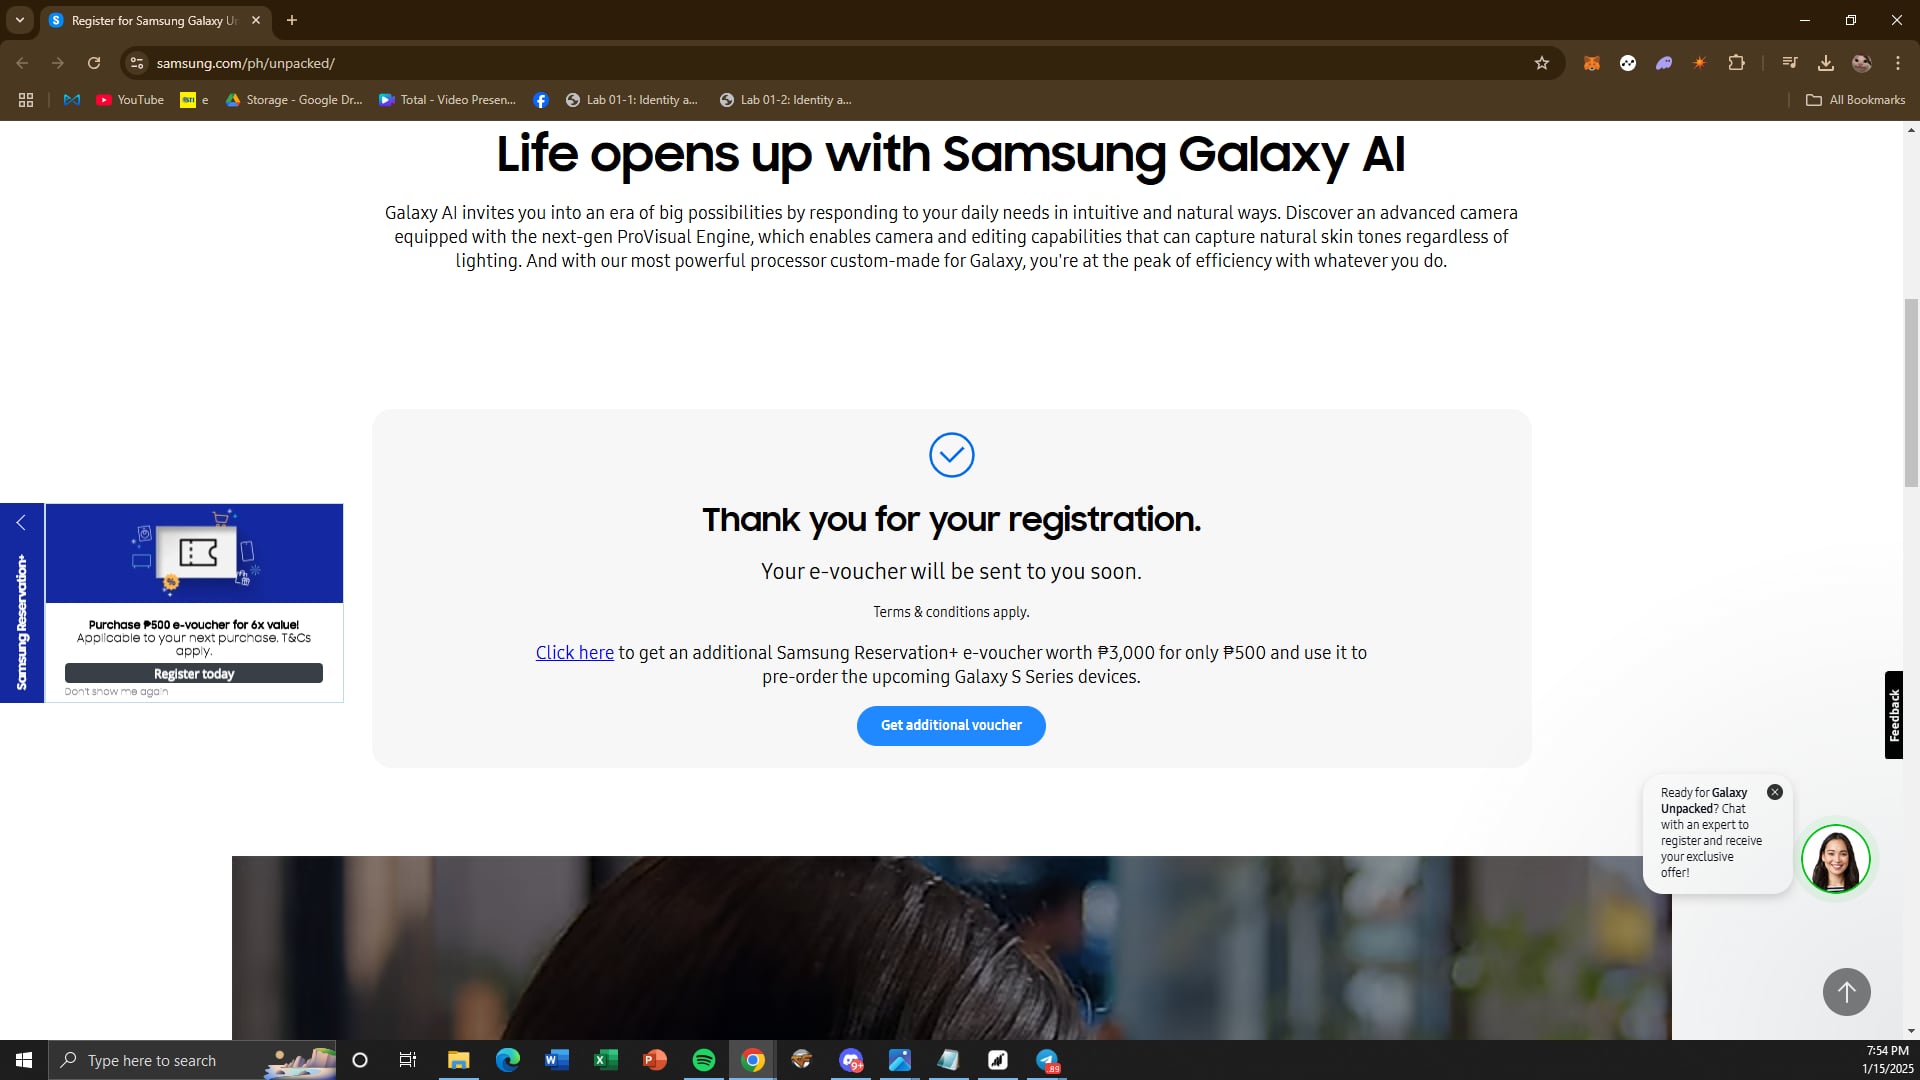 Register for Samsung Galaxy Un
samsung.com/ph/unpacked/
YouTube
e
Storage - Google Dr...
Total - Video Presen...
Lab 01-1: Identity a...
Lab 01-2: Identity a...
All Bookmarks
Life opens up with Samsung Galaxy AI
Galaxy AI invites you into an era of big possibilities by responding to your daily needs in intuitive and natural ways. Discover an advanced camera
equipped with the next-gen ProVisual Engine, which enables camera and editing capabilities that can capture natural skin tones regardless of
lighting. And with our most powerful processor custom-made for Galaxy, you're at the peak of efficiency with whatever you do.
Thank you for your registration.
Your e-voucher will be sent to you soon.
Terms & conditions apply.
Click here to get an additional Samsung Reservation+ e-voucher worth ₱3,000 for only ₱500 and use it to
pre-order the upcoming Galaxy S Series devices.
Get additional voucher
Samsung Reservation+
Purchase ₱500 e-voucher for 6x value!
Applicable to your next purchase. T&Cs
apply.
Register today
Don't show me again
Feedback
Ready for Galaxy
Unpacked? Chat
with an expert to
register and receive
your exclusive
offer!
Type here to search
9+
89
7:54 PM
1/15/2025